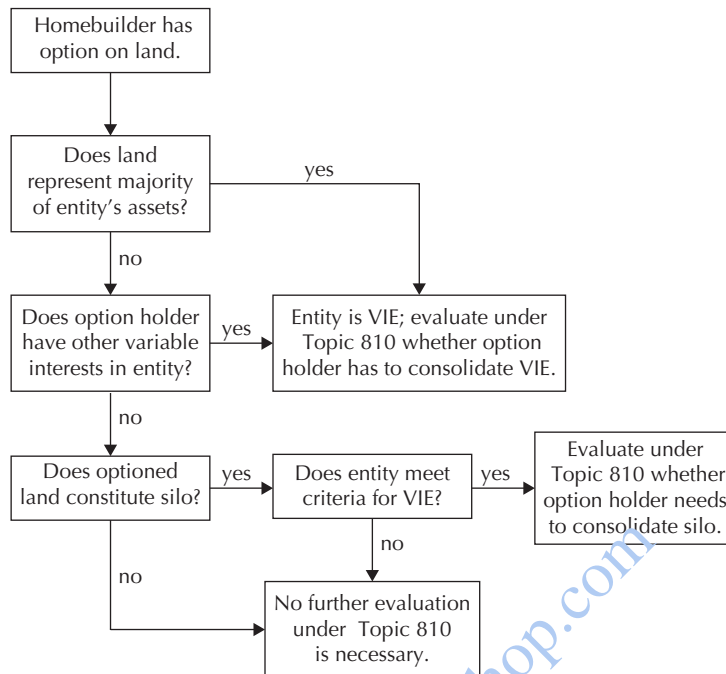 Homebuilder has
option on land.
Does land
represent majority
of entity's assets?
yes
no
Does option holder
have other variable
interests in entity?
yes
Entity is VIE; evaluate under
Topic 810 whether option
holder has to consolidate VIE.
no
Does optioned
land constitute silo?
yes
Does entity meet
criteria for VIE?
yes
Evaluate under
Topic 810 whether
option holder needs
to consolidate silo.
no
no
No further evaluation
under Topic 810
is necessary.
hop.com